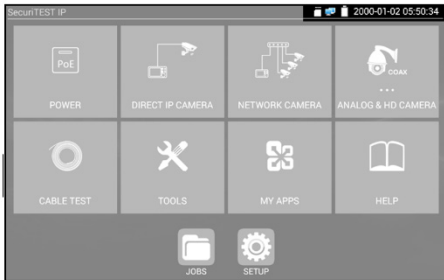 SecuriTEST IP
2000-01-02 05:50:34
PoE
POWER
DIRECT IP CAMERA
NETWORK CAMERA
COAX
...
ANALOG & HD CAMERA
CABLE TEST
TOOLS
MY APPS
HELP
JOBS
SETUP